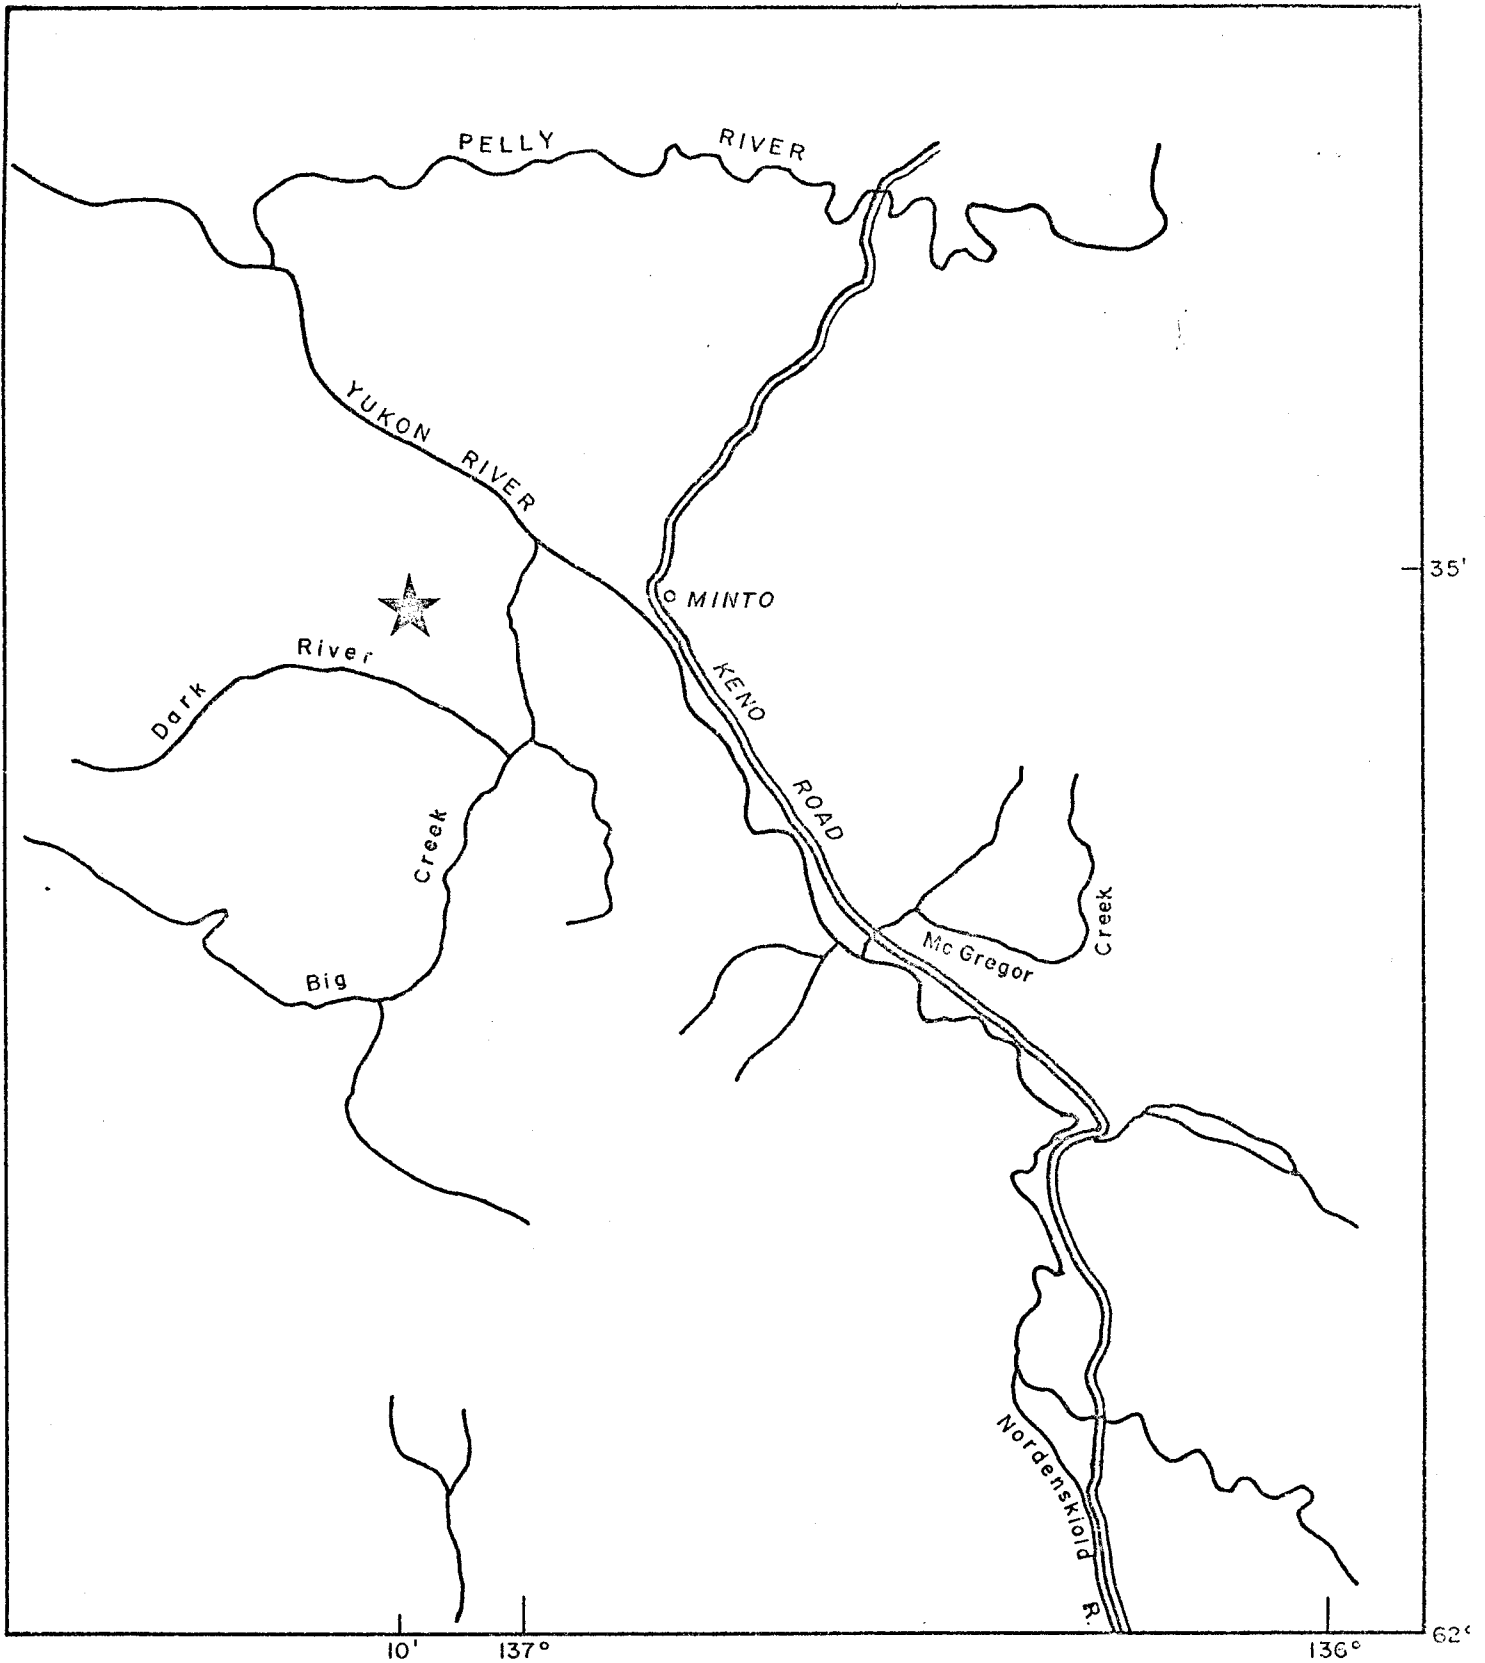 PELLY RIVER
YUKON RIVER
35'
MINTO
River
Dark
KENO
ROAD
Creek
Creek
Mc Gregor
Big
Nordenskiold R.
10' 137° 136°
62°